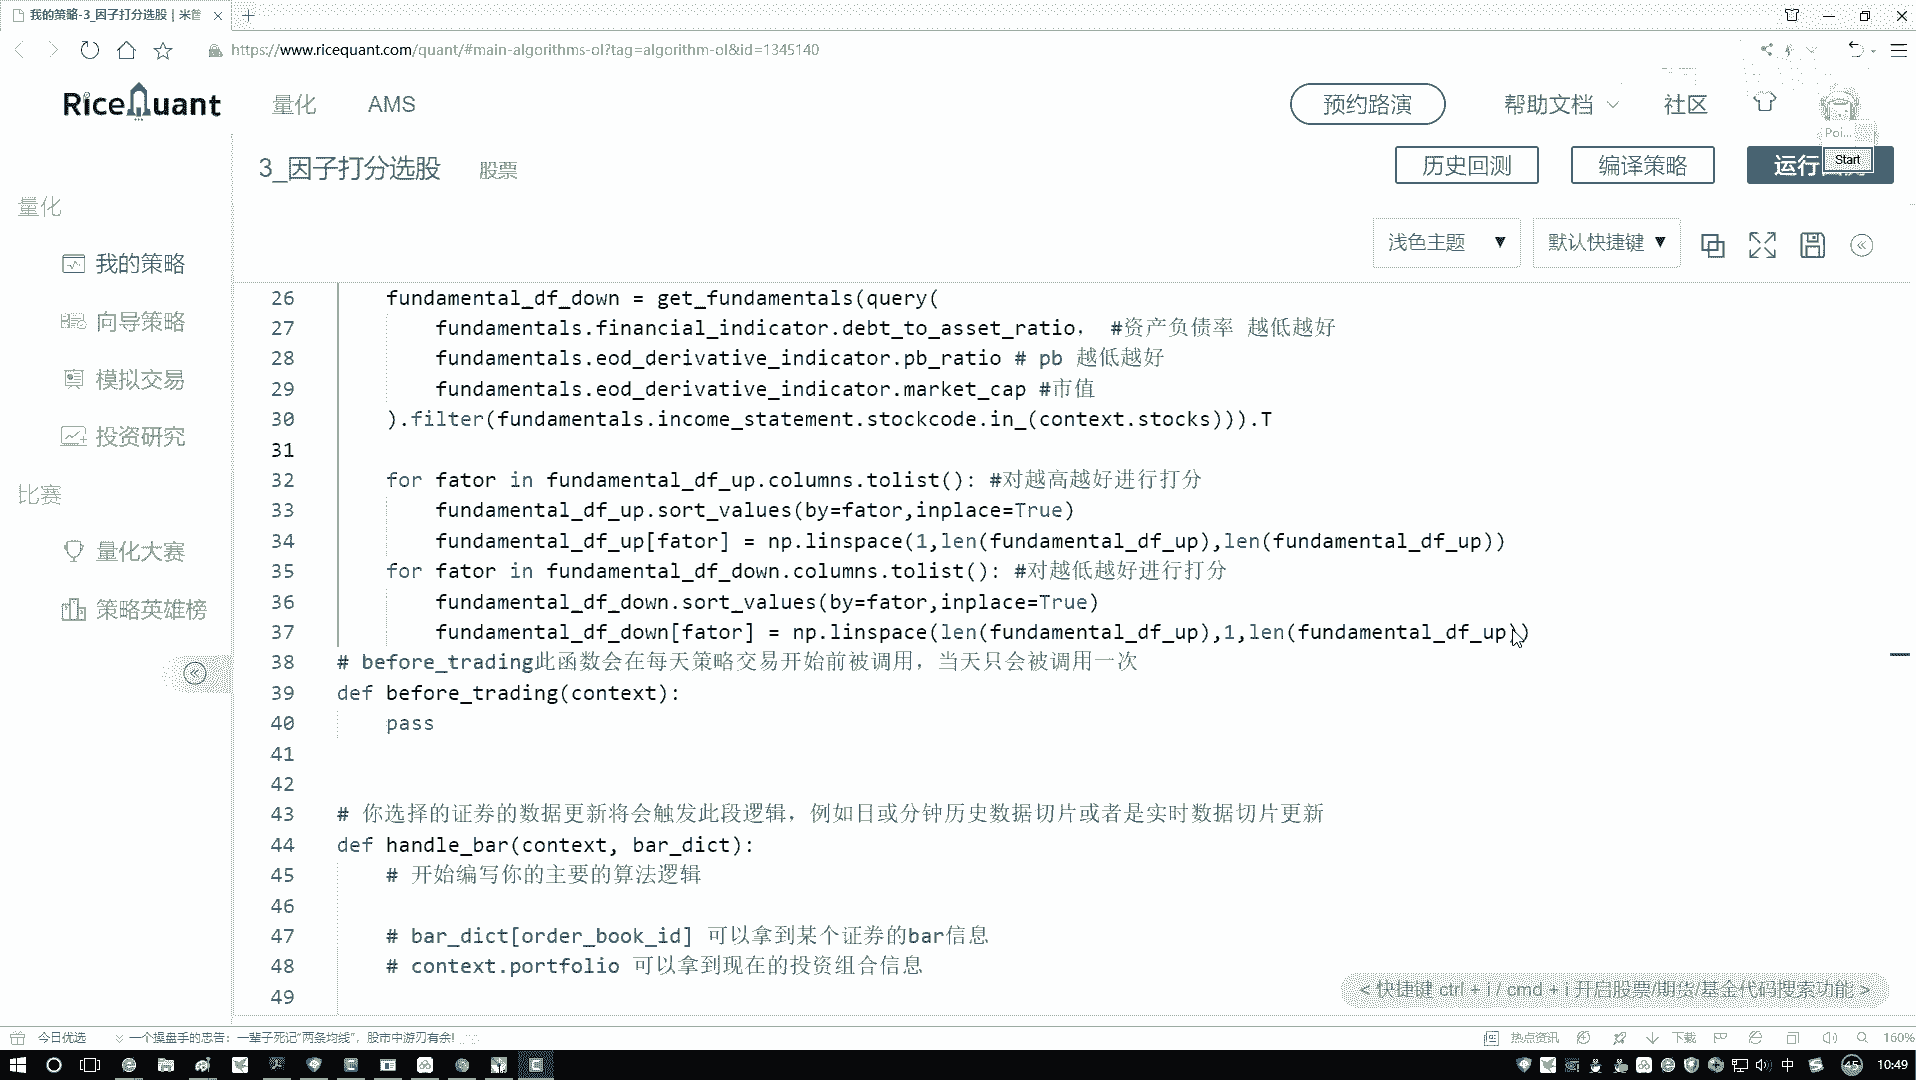 我的策略-3_因子打分选股 | 米
https://www.ricequant.com/quant/#main-algorithms-ol?tag=algorithm-ol&id=1345140
RiceQuant
量化
AMS
预约路演
帮助文档
社区
Poi...
Start
3_因子打分选股
股票
历史回测
编译策略
运行
量化
我的策略
向导策略
模拟交易
投资研究
比赛
量化大赛
策略英雄榜
浅色主题 ▼
默认快捷键 ▼
26 fundamental_df_down = get_fundamentals(query(
27 fundamentals.financial_indicator.debt_to_asset_ratio, #资产负债率 越低越好
28 fundamentals.eod_derivative_indicator.pb_ratio # pb 越低越好
29 fundamentals.eod_derivative_indicator.market_cap #市值
30 ).filter(fundamentals.income_statement.stockcode.in_(context.stocks))).T
31
32 for fator in fundamental_df_up.columns.tolist(): #对越高越好进行打分
33 fundamental_df_up.sort_values(by=fator,inplace=True)
34 fundamental_df_up[fator] = np.linspace(1,len(fundamental_df_up),len(fundamental_df_up))
35 for fator in fundamental_df_down.columns.tolist(): #对越低越好进行打分
36 fundamental_df_down.sort_values(by=fator,inplace=True)
37 fundamental_df_down[fator] = np.linspace(len(fundamental_df_up),1,len(fundamental_df_up))
38 # before_trading此函数会在每天策略交易开始前被调用，当天只会被调用一次
39 def before_trading(context):
40 pass
41
42
43 # 你选择的证券的数据更新将会触发此段逻辑，例如日或分钟历史数据切片或者是实时数据切片更新
44 def handle_bar(context, bar_dict):
45 # 开始编写你的主要的算法逻辑
46
47 # bar_dict[order_book_id] 可以拿到某个证券的bar信息
48 # context.portfolio 可以拿到现在的投资组合信息
49
< 快捷键 ctrl + i / cmd + i 开启股票/期货/基金代码搜索功能 >
今日优选
一个操盘手的忠告：一辈子死记“两条均线”，股市中游刃有余!
热点资讯
下载
160%
中
45
10:49